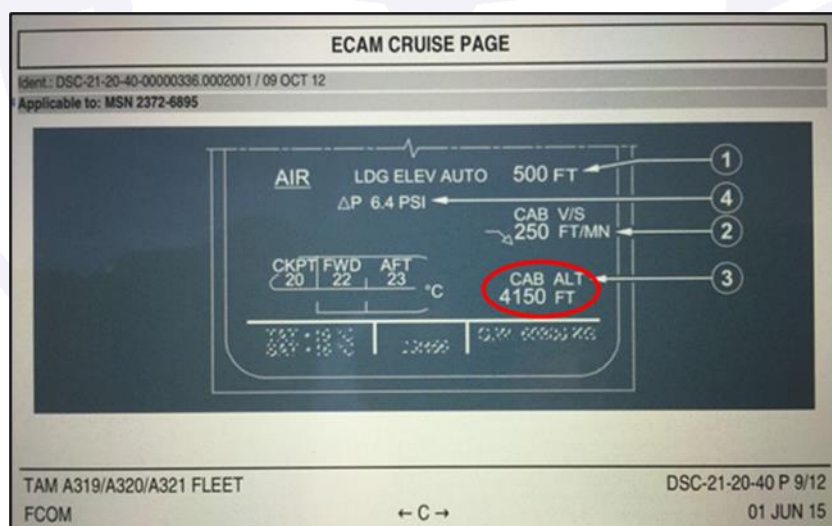 ECAM CRUISE PAGE
Ident.: DSC-21-20-40-00000336.0002001 / 09 OCT 12
Applicable to: MSN 2372-6895
AIR LDG ELEV AUTO 500 FT 1
ΔP 6.4 PSI 4
CAB V/S
250 FT/MN 2
CKPT FWD AFT
20 22 23 °C
CAB ALT 3
4150 FT
TAM A319/A320/A321 FLEET DSC-21-20-40 P 9/12
FCOM ← C → 01 JUN 15